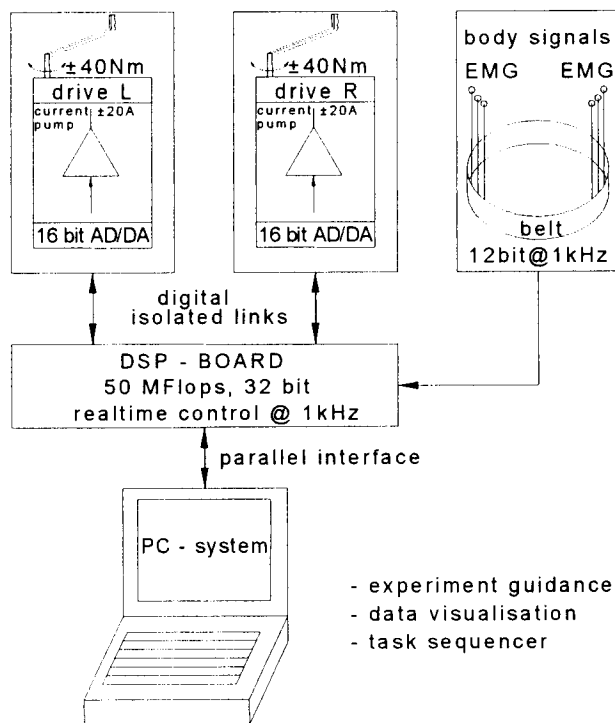 ±40Nm
drive L
current ±20A
pump
16 bit AD/DA
±40Nm
drive R
current ±20A
pump
16 bit AD/DA
body signals
EMG EMG
belt
12bit@1kHz
digital
isolated links
DSP - BOARD
50 MFlops, 32 bit
realtime control @ 1kHz
parallel interface
PC - system
- experiment guidance
- data visualisation
- task sequencer